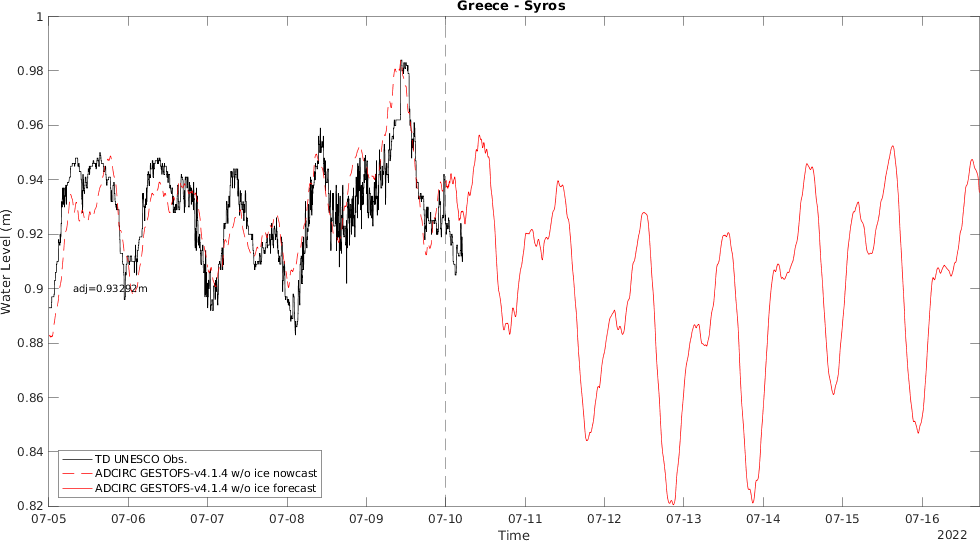 Greece - Syros
1
0.98
0.96
0.94
0.92
0.9
0.88
0.86
0.84
0.82
Water Level (m)
adj=0.93292m
TD UNESCO Obs.
ADCIRC GESTOFS-v4.1.4 w/o ice nowcast
ADCIRC GESTOFS-v4.1.4 w/o ice forecast
07-05 07-06 07-07 07-08 07-09 07-10 07-11 07-12 07-13 07-14 07-15 07-16
Time
2022